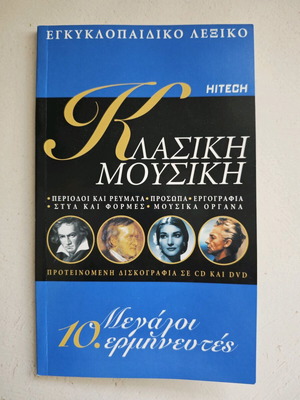 ΕΓΚΥΚΛΟΠΑΙΔΙΚΟ ΛΕΞΙΚΟ
HITECH
ΚΛΑΣΙΚΗ
ΜΟΥΣΙΚΗ
• ΠΕΡΙΟΔΟΙ ΚΑΙ ΡΕΥΜΑΤΑ • ΠΡΟΣΩΠΑ • ΕΡΓΟΓΡΑΦΙΑ
• ΣΤΥΛ ΚΑΙ ΦΟΡΜΕΣ • ΜΟΥΣΙΚΑ ΟΡΓΑΝΑ
ΠΡΟΤΕΙΝΟΜΕΝΗ ΔΙΣΚΟΓΡΑΦΙΑ ΣΕ CD ΚΑΙ DVD
10. Μεγάλοι
ερμηνευτές